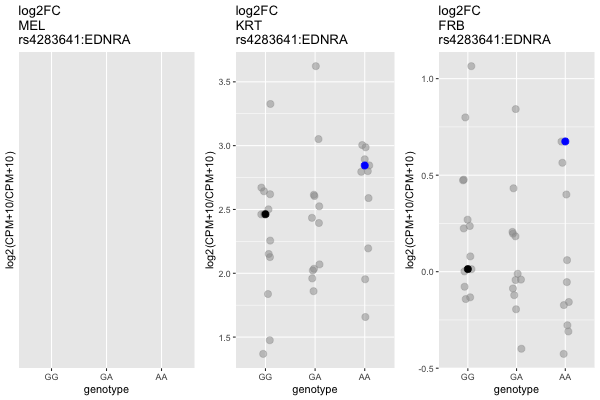 log2FC
MEL
rs4283641:EDNRA
log2(CPM+10/CPM+10)
GG GA AA
genotype
log2FC
KRT
rs4283641:EDNRA
log2(CPM+10/CPM+10)
3.5
3.0
2.5
2.0
1.5
GG GA AA
genotype
log2FC
FRB
rs4283641:EDNRA
log2(CPM+10/CPM+10)
1.0
0.5
0.0
-0.5
GG GA AA
genotype